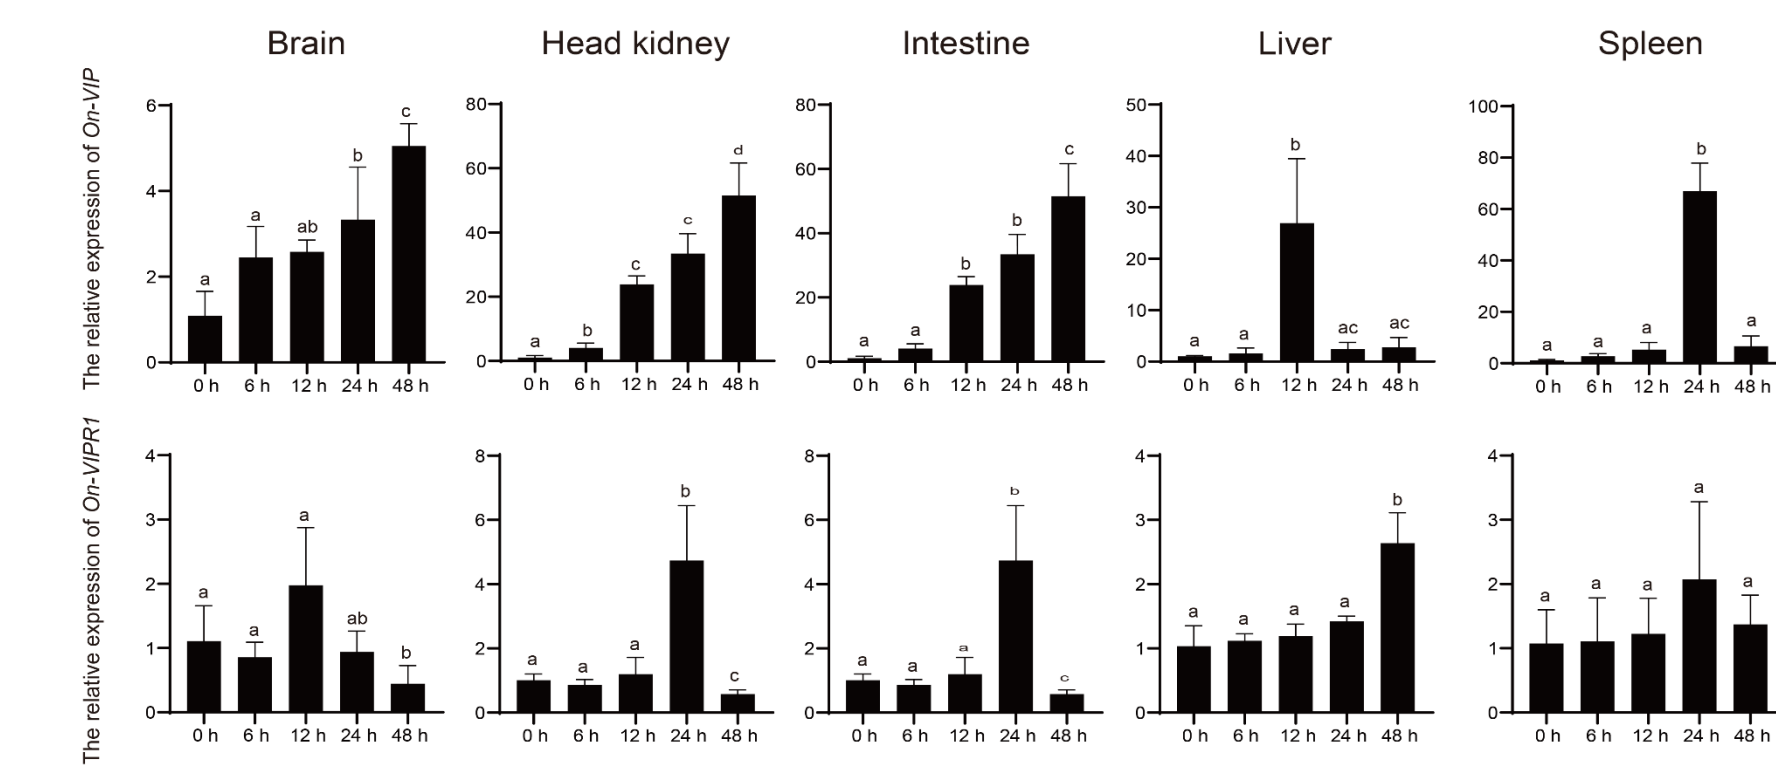 Brain Head kidney Intestine Liver Spleen
The relative expression of On-VIP
6 4 2 0
a a ab b c
0 h 6 h 12 h 24 h 48 h
80 60 40 20 0
a b c c d
0 h 6 h 12 h 24 h 48 h
80 60 40 20 0
a a b b c
0 h 6 h 12 h 24 h 48 h
50 40 30 20 10 0
a a b ac ac
0 h 6 h 12 h 24 h 48 h
100 80 60 40 20 0
a a a b a
0 h 6 h 12 h 24 h 48 h
The relative expression of On-VIPR1
4 3 2 1 0
a a a ab b
0 h 6 h 12 h 24 h 48 h
8 6 4 2 0
a a a b c
0 h 6 h 12 h 24 h 48 h
8 6 4 2 0
a a a b c
0 h 6 h 12 h 24 h 48 h
4 3 2 1 0
a a a a b
0 h 6 h 12 h 24 h 48 h
4 3 2 1 0
a a a a a
0 h 6 h 12 h 24 h 48 h